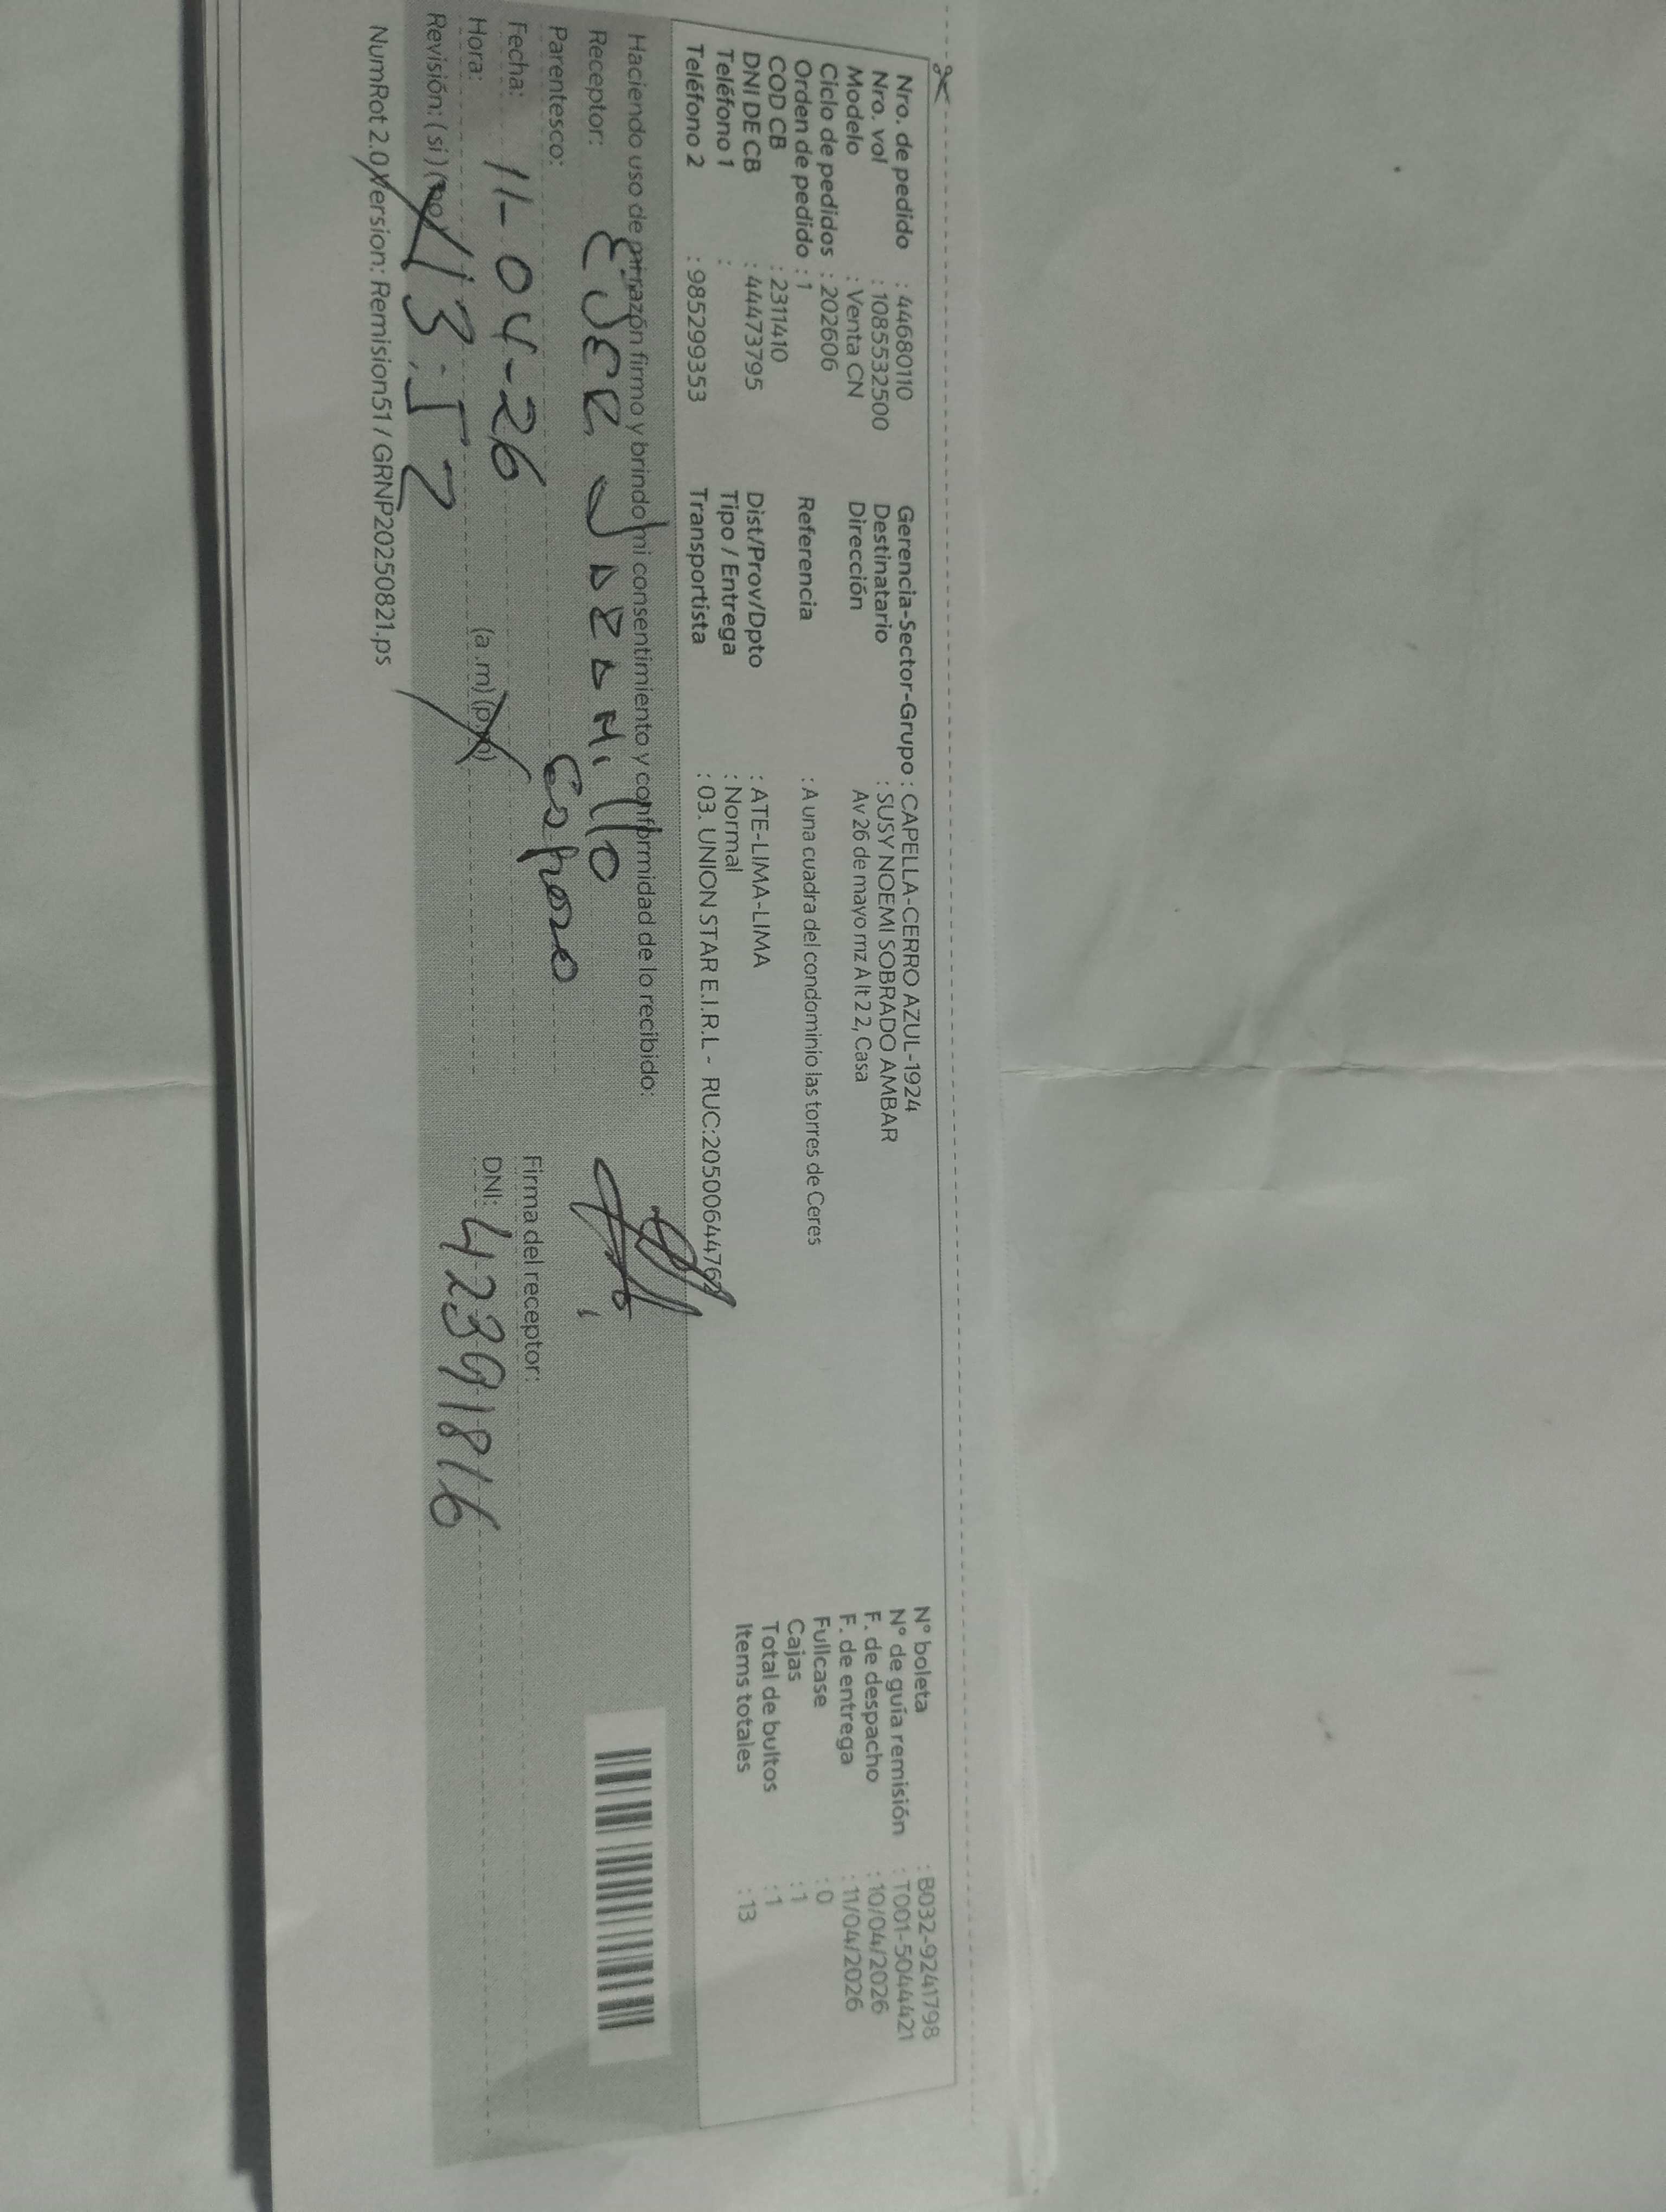 Nro. de pedido : 44680110
Nro. vol : 1085532500
Modelo : Venta CN
Ciclo de pedidos : 202606
Orden de pedido : 1
COD CB : 2311410
DNI DE CB : 44473795
Teléfono 1 :
Teléfono 2 : 985299353
Gerencia-Sector-Grupo : CAPELLA-CERRO AZUL-1924
Destinatario : SUSY NOEMI SOBRADO AMBAR
Dirección Av 26 de mayo mz A lt 2 2, Casa
Referencia : A una cuadra del condominio las torres de Ceres
Dist/Prov/Dpto : ATE-LIMA-LIMA
Tipo / Entrega : Normal
Transportista : 03. UNION STAR E.I.R.L - RUC:20500644762
N° boleta : B032-9241798
N° de guía remisión : T001-5044421
F. de despacho : 10/04/2026
F. de entrega : 11/04/2026
Fullcase : 0
Cajas : 1
Total de bultos : 1
Items totales : 13
Haciendo uso de mi razón firmo y brindo mi consentimiento y conformidad de lo recibido:
Receptor: JARAMillo
Parentesco: Esposo
Fecha: 11-04-26
Hora: 13:57 (a.m) (p.m)
Revisión: (si) (no)
Firma del receptor:
DNI: 42391816
NumRot 2.0 Version: Remision51 / GRNP20250821.ps